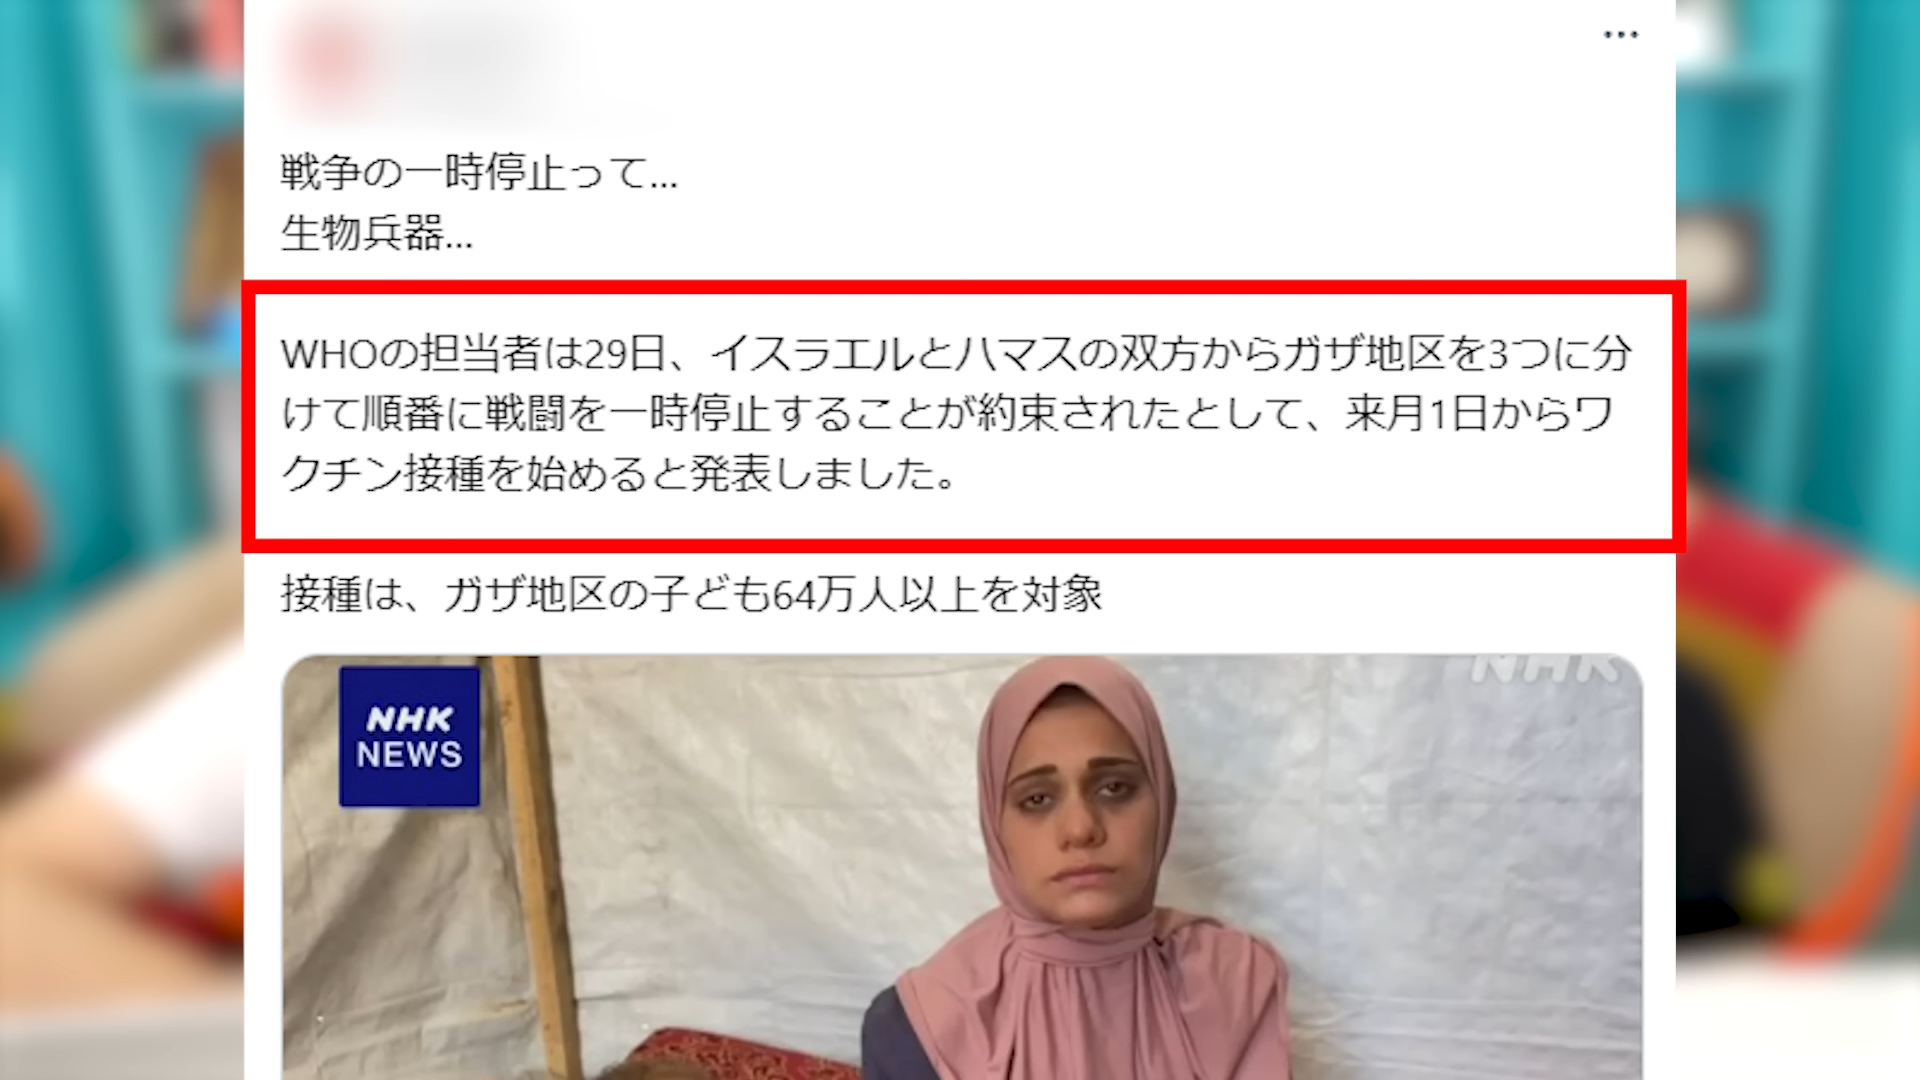 戦争の一時停止って…
生物兵器…
WHOの担当者は29日、イスラエルとハマスの双方からガザ地区を3つに分
けて順番に戦闘を一時停止することが約束されたとして、来月1日からワ
クチン接種を始めると発表しました。
接種は、ガザ地区の子ども64万人以上を対象
NHK
NEWS
NHK